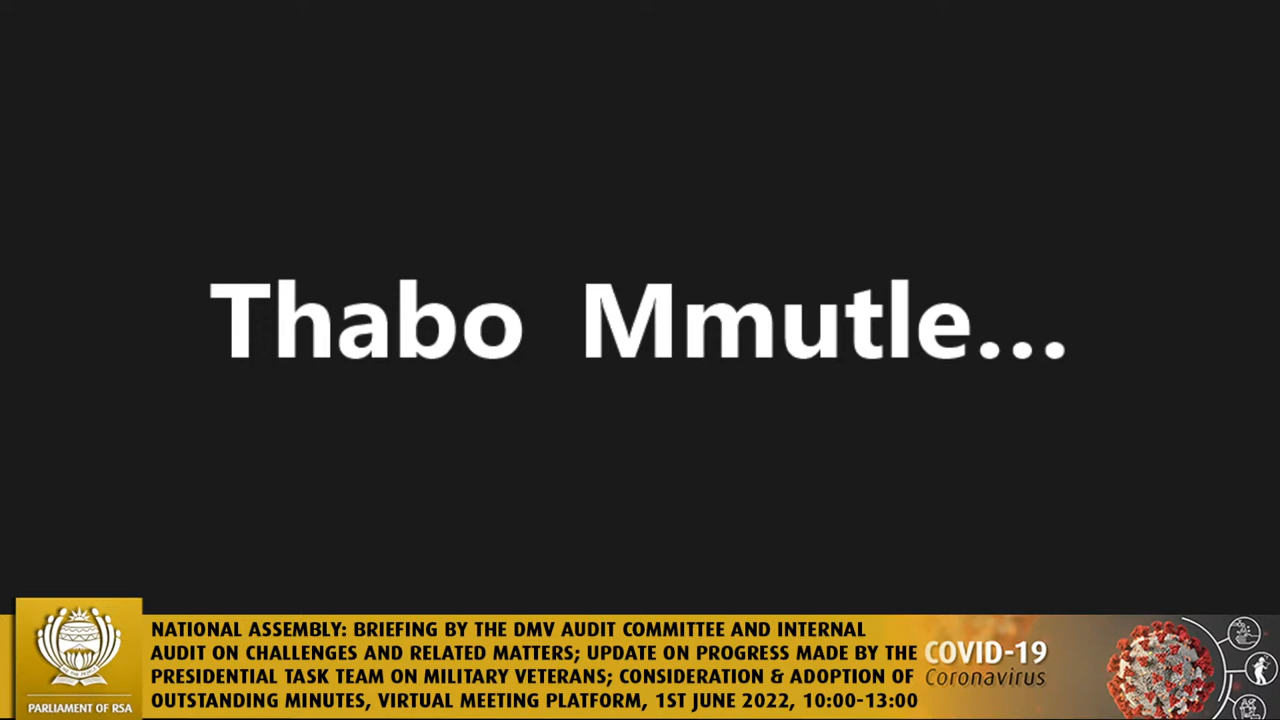 Thabo Mmutle...
NATIONAL ASSEMBLY: BRIEFING BY THE DMV AUDIT COMMITTEE AND INTERNAL
AUDIT ON CHALLENGES AND RELATED MATTERS; UPDATE ON PROGRESS MADE BY THE
PRESIDENTIAL TASK TEAM ON MILITARY VETERANS; CONSIDERATION & ADOPTION OF
OUTSTANDING MINUTES, VIRTUAL MEETING PLATFORM, 1ST JUNE 2022, 10:00-13:00
PARLIAMENT OF RSA
COVID-19
Coronavirus